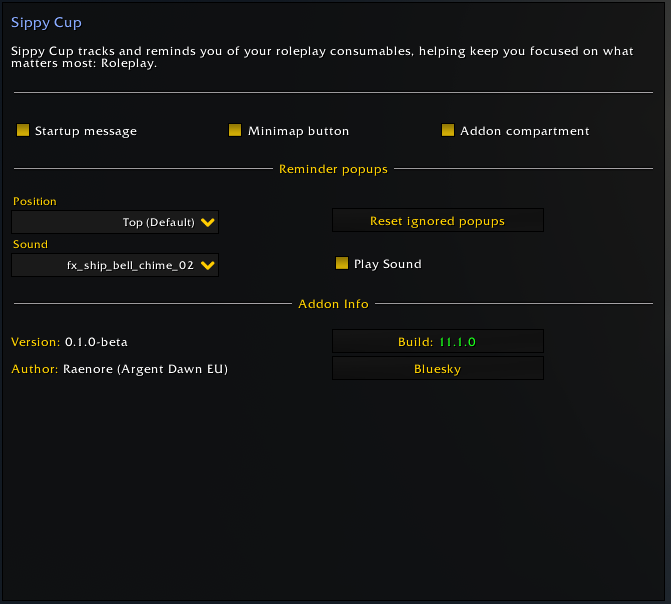 Sippy Cup
Sippy Cup tracks and reminds you of your roleplay consumables, helping keep you focused on what
matters most: Roleplay.
Startup message
Minimap button
Addon compartment
Reminder popups
Position
Top (Default)
Reset ignored popups
Sound
fx_ship_bell_chime_02
Play Sound
Addon Info
Version: 0.1.0-beta
Build: 11.1.0
Author: Raenore (Argent Dawn EU)
Bluesky